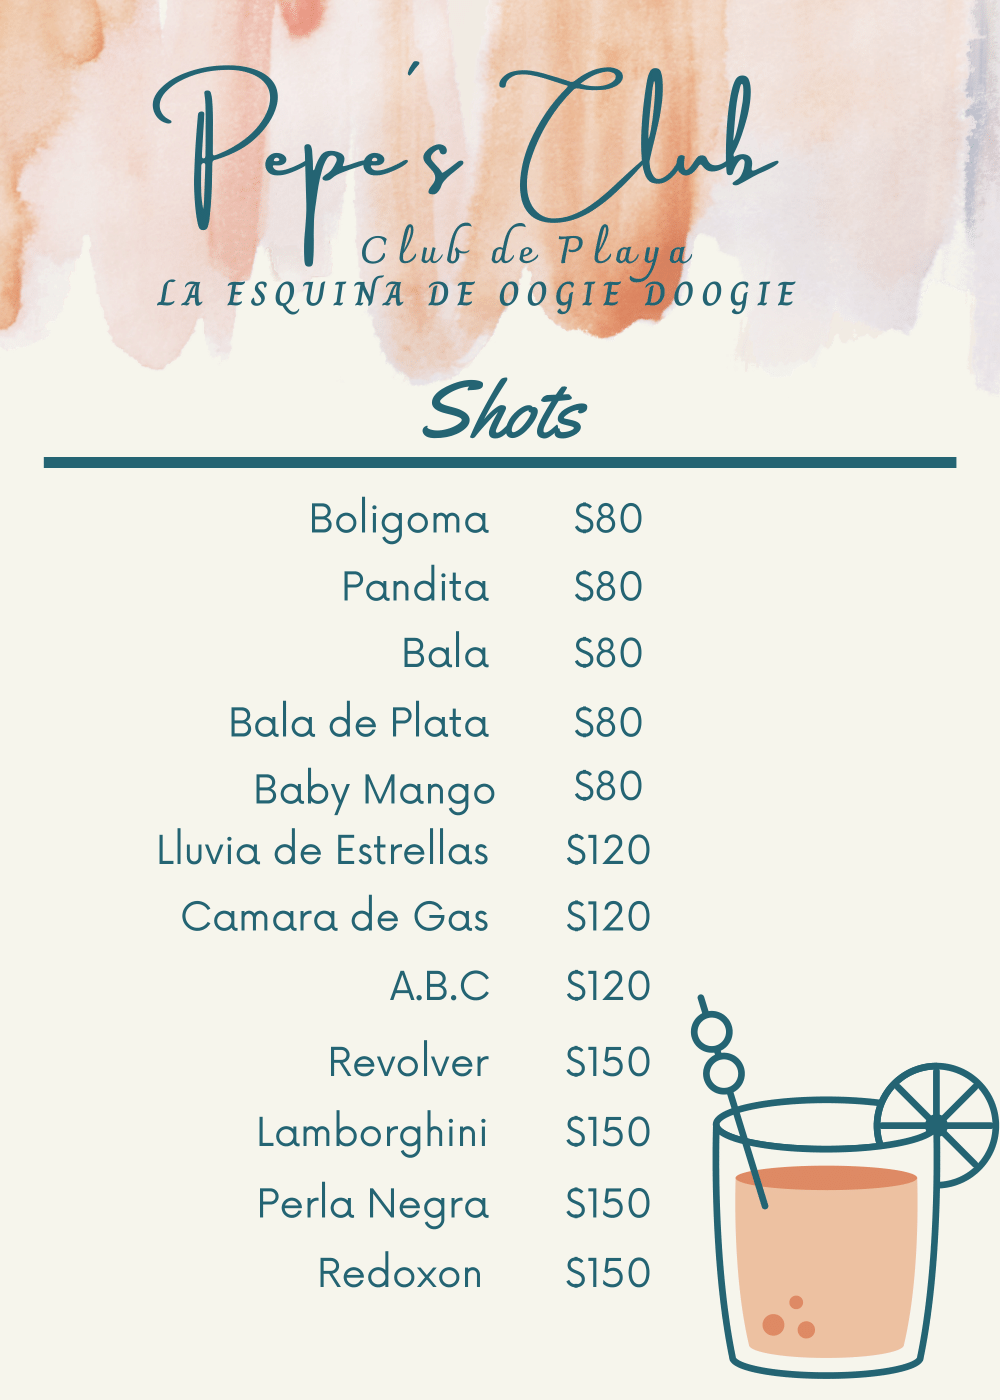 Pepe´s Club
Club de Playa
LA ESQUINA DE OOGIE DOOGIE
Shots
Boligoma S80
Pandita S80
Bala S80
Bala de Plata S80
Baby Mango S80
Lluvia de Estrellas S120
Camara de Gas S120
A.B.C S120
Revolver S150
Lamborghini S150
Perla Negra S150
Redoxon S150